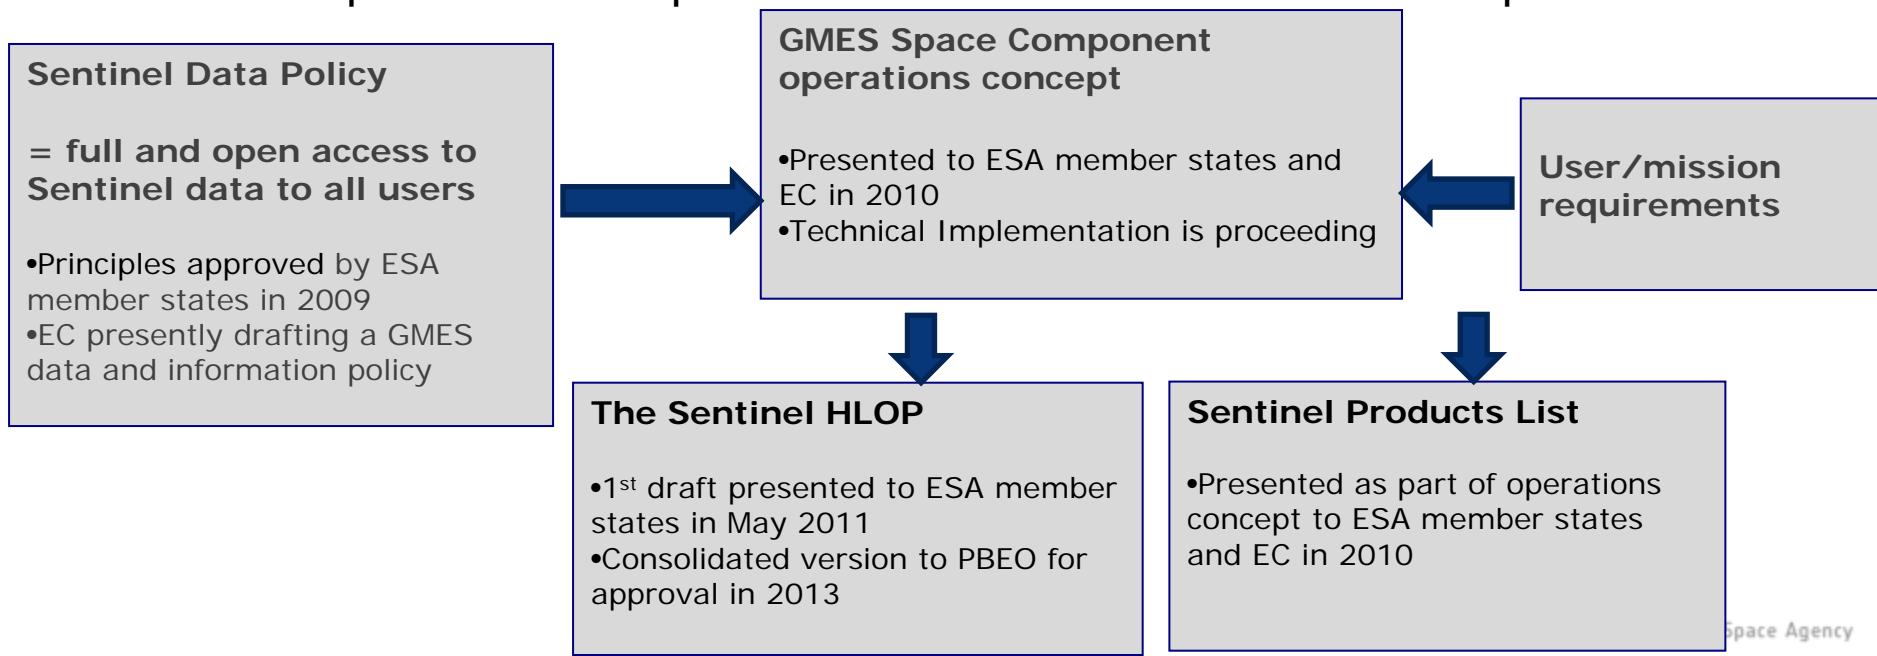 Sentinel Data Policy
= full and open access to
Sentinel data to all users
•Principles approved by ESA
member states in 2009
•EC presently drafting a GMES
data and information policy
GMES Space Component
operations concept
•Presented to ESA member states and
EC in 2010
•Technical Implementation is proceeding
User/mission
requirements
The Sentinel HLOP
•1st draft presented to ESA member
states in May 2011
•Consolidated version to PBEO for
approval in 2013
Sentinel Products List
•Presented as part of operations
concept to ESA member states
and EC in 2010
Space Agency